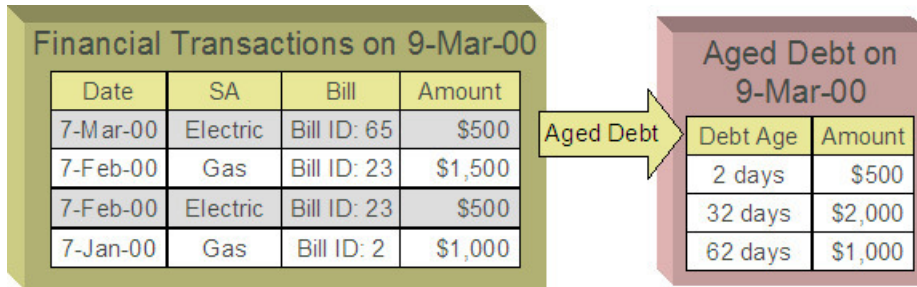 Financial Transactions on 9-Mar-00
Date SA Bill Amount
7-Mar-00 Electric Bill ID: 65 $500
7-Feb-00 Gas Bill ID: 23 $1,500
7-Feb-00 Electric Bill ID: 23 $500
7-Jan-00 Gas Bill ID: 2 $1,000
Aged Debt
Aged Debt on
9-Mar-00
Debt Age Amount
2 days $500
32 days $2,000
62 days $1,000